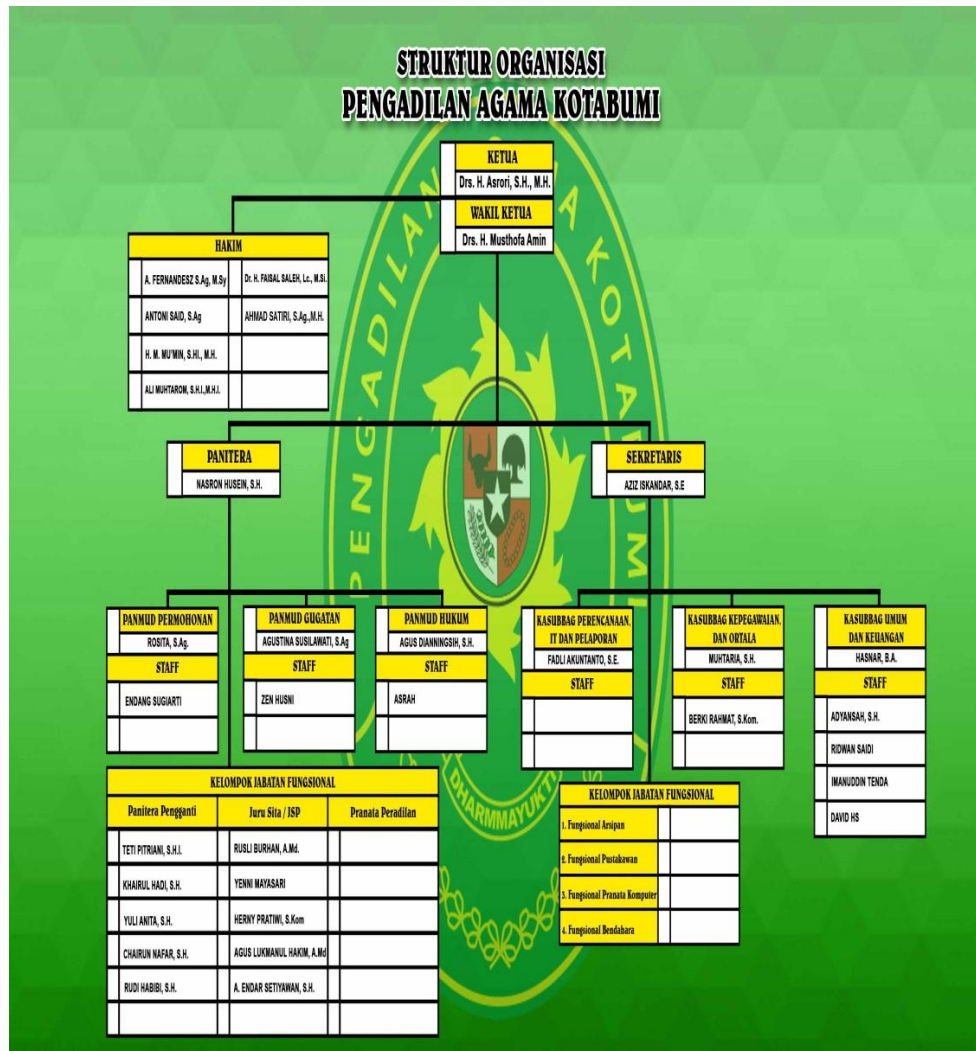 STRUKTUR ORGANISASI
PENGADILAN AGAMA KOTABUMI
KETUA
Drs. H. Asrori, S.H., M.H.
WAKIL KETUA
Drs. H. Musthofa Amin
HAKIM
A. FERNANDESZ S.Ag, M.Sy
Dr. H. FAISAL SALEH, Lc., M.Si.
ANTONI SAID, S.Ag
AHMAD SATIRI, S.Ag.,M.H.
H. M. MU'MIN, S.HI., M.H.
ALI MUHTAROM, S.H.I.,M.H.I.
PANITERA
NASRON HUSEIN, S.H.
SEKRETARIS
AZIZ ISKANDAR, S.E
PANMUD PERMOHONAN
ROSITA, S.Ag.
STAFF
ENDANG SUGIARTI
PANMUD GUGATAN
AGUSTINA SUSILAWATI, S.Ag
STAFF
ZEN HUSNI
PANMUD HUKUM
AGUS DIANNINGSIH, S.H.
STAFF
ASRAH
KASUBBAG PERENCANAAN,
IT DAN PELAPORAN
FADLI AKUNTANTO, S.E.
STAFF
KASUBBAG KEPEGAWAIAN,
DAN ORTALA
MUHTARIA, S.H.
STAFF
BERKI RAHMAT, S.Kom.
KASUBBAG UMUM
DAN KEUANGAN
HASNAR, B.A.
STAFF
ADYANSAH, S.H.
RIDWAN SAIDI
IMANUDDIN TENDA
DAVID HS
KELOMPOK JABATAN FUNGSIONAL
Panitera Pengganti
Juru Sita / JSP
Pranata Peradilan
TETI PITRIANI, S.H.I.
RUSLI BURHAN, A.Md.
KHAIRUL HADI, S.H.
YENNI MAYASARI
YULI ANITA, S.H.
HERNY PRATIWI, S.Kom
CHAIRUN NAFAR, S.H.
AGUS LUKMANUL HAKIM, A.Md
RUDI HABIBI, S.H.
A. ENDAR SETIYAWAN, S.H.
KELOMPOK JABATAN FUNGSIONAL
1. Fungsional Arsipan
2. Fungsional Pustakawan
3. Fungsional Pranata Komputer
4. Fungsional Bendahara
PENGADILAN AGAMA KOTABUMI
DHARMMAYUKTI